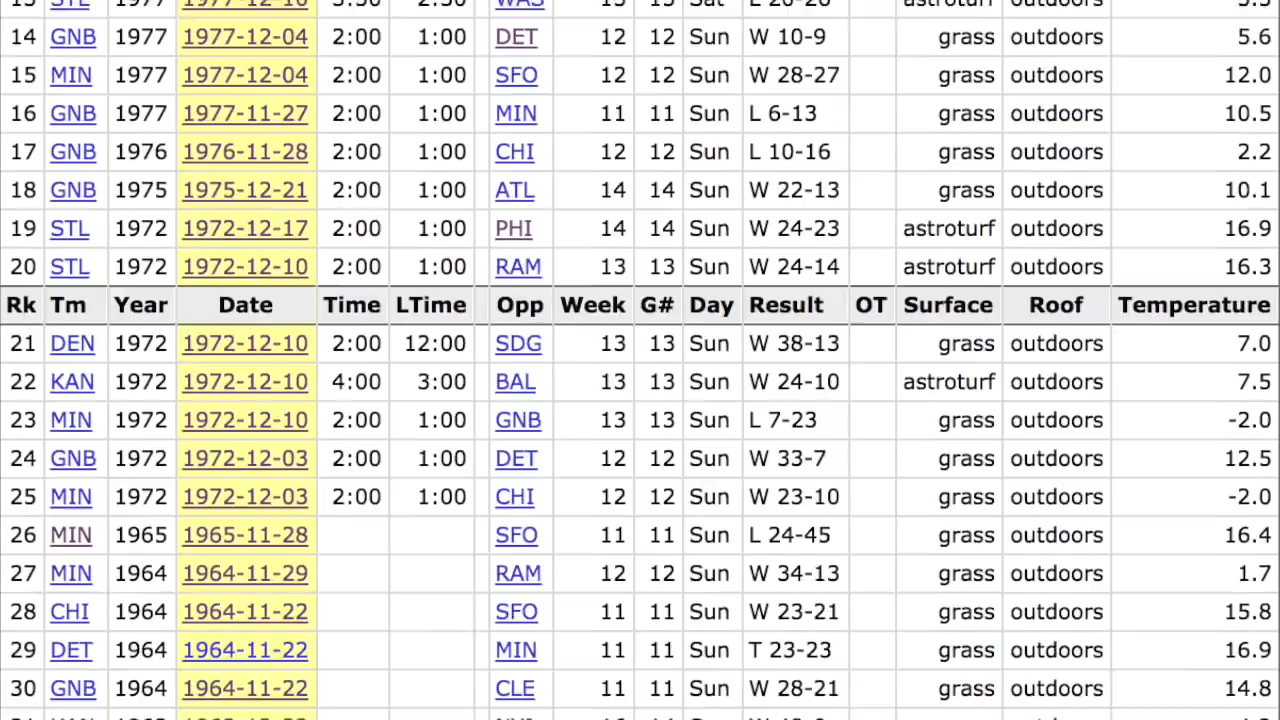 14 GNB 1977 1977-12-04 2:00 1:00 DET 12 12 Sun W 10-9 grass outdoors 5.6
15 MIN 1977 1977-12-04 2:00 1:00 SFO 12 12 Sun W 28-27 grass outdoors 12.0
16 GNB 1977 1977-11-27 2:00 1:00 MIN 11 11 Sun L 6-13 grass outdoors 10.5
17 GNB 1976 1976-11-28 2:00 1:00 CHI 12 12 Sun L 10-16 grass outdoors 2.2
18 GNB 1975 1975-12-21 2:00 1:00 ATL 14 14 Sun W 22-13 grass outdoors 10.1
19 STL 1972 1972-12-17 2:00 1:00 PHI 14 14 Sun W 24-23 astroturf outdoors 16.9
20 STL 1972 1972-12-10 2:00 1:00 RAM 13 13 Sun W 24-14 astroturf outdoors 16.3
Rk Tm Year Date Time LTime Opp Week G# Day Result OT Surface Roof Temperature
21 DEN 1972 1972-12-10 2:00 12:00 SDG 13 13 Sun W 38-13 grass outdoors 7.0
22 KAN 1972 1972-12-10 4:00 3:00 BAL 13 13 Sun W 24-10 astroturf outdoors 7.5
23 MIN 1972 1972-12-10 2:00 1:00 GNB 13 13 Sun L 7-23 grass outdoors -2.0
24 GNB 1972 1972-12-03 2:00 1:00 DET 12 12 Sun W 33-7 grass outdoors 12.5
25 MIN 1972 1972-12-03 2:00 1:00 CHI 12 12 Sun W 23-10 grass outdoors -2.0
26 MIN 1965 1965-11-28 SFO 11 11 Sun L 24-45 grass outdoors 16.4
27 MIN 1964 1964-11-29 RAM 12 12 Sun W 34-13 grass outdoors 1.7
28 CHI 1964 1964-11-22 SFO 11 11 Sun W 23-21 grass outdoors 15.8
29 DET 1964 1964-11-22 MIN 11 11 Sun T 23-23 grass outdoors 16.9
30 GNB 1964 1964-11-22 CLE 11 11 Sun W 28-21 grass outdoors 14.8